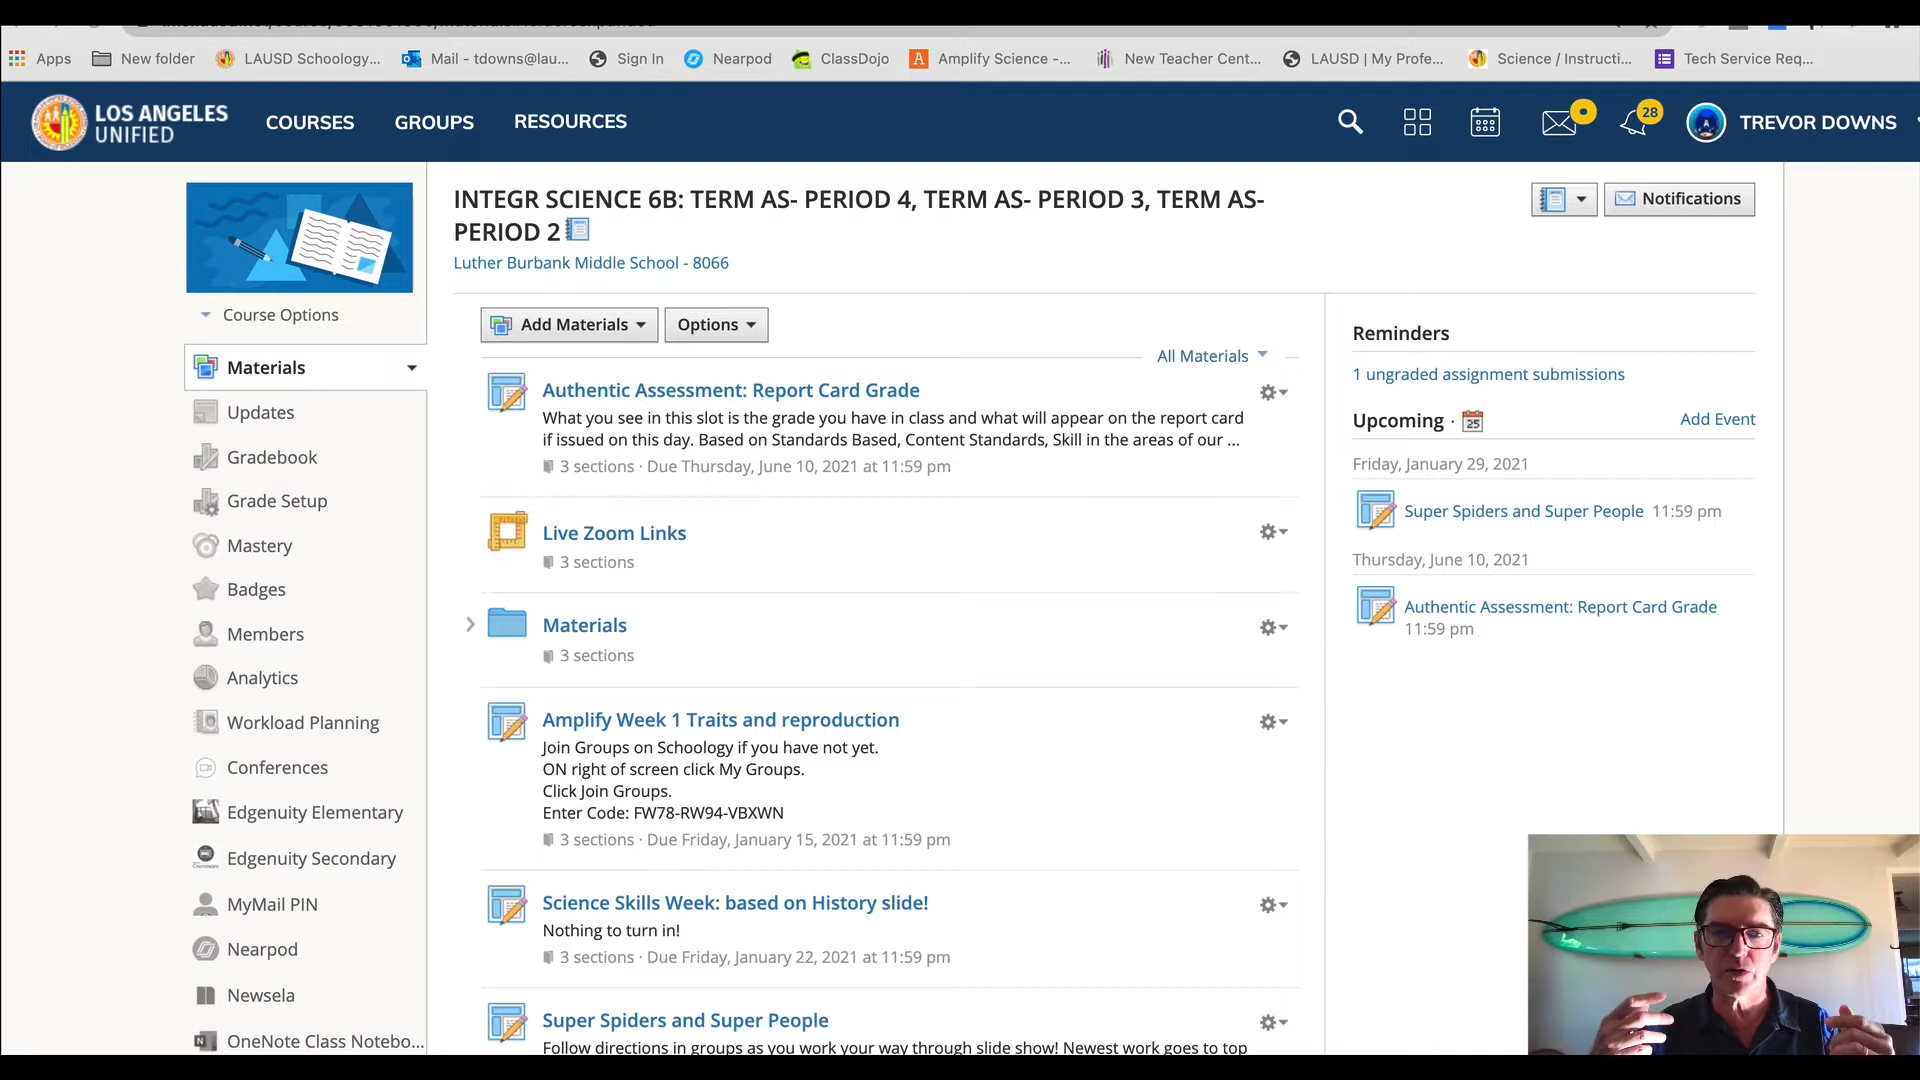 Apps
New folder
LAUSD Schoology...
Mail - tdowns@lau...
Sign In
Nearpod
ClassDojo
Amplify Science -...
New Teacher Cent...
LAUSD | My Profe...
Science / Instructi...
Tech Service Req...
LOS ANGELES
UNIFIED
COURSES
GROUPS
RESOURCES
28
TREVOR DOWNS
INTEGR SCIENCE 6B: TERM AS- PERIOD 4, TERM AS- PERIOD 3, TERM AS-
PERIOD 2
Luther Burbank Middle School - 8066
Notifications
Course Options
Materials
Updates
Gradebook
Grade Setup
Mastery
Badges
Members
Analytics
Workload Planning
Conferences
Edgenuity Elementary
Edgenuity Secondary
MyMail PIN
Nearpod
Newsela
OneNote Class Notebo...
Add Materials
Options
All Materials
Authentic Assessment: Report Card Grade
What you see in this slot is the grade you have in class and what will appear on the report card
if issued on this day. Based on Standards Based, Content Standards, Skill in the areas of our ...
3 sections · Due Thursday, June 10, 2021 at 11:59 pm
Live Zoom Links
3 sections
Materials
3 sections
Amplify Week 1 Traits and reproduction
Join Groups on Schoology if you have not yet.
ON right of screen click My Groups.
Click Join Groups.
Enter Code: FW78-RW94-VBXWN
3 sections · Due Friday, January 15, 2021 at 11:59 pm
Science Skills Week: based on History slide!
Nothing to turn in!
3 sections · Due Friday, January 22, 2021 at 11:59 pm
Super Spiders and Super People
Follow directions in groups as you work your way through slide show! Newest work goes to top
Reminders
1 ungraded assignment submissions
Upcoming ·
25
Add Event
Friday, January 29, 2021
Super Spiders and Super People 11:59 pm
Thursday, June 10, 2021
Authentic Assessment: Report Card Grade
11:59 pm